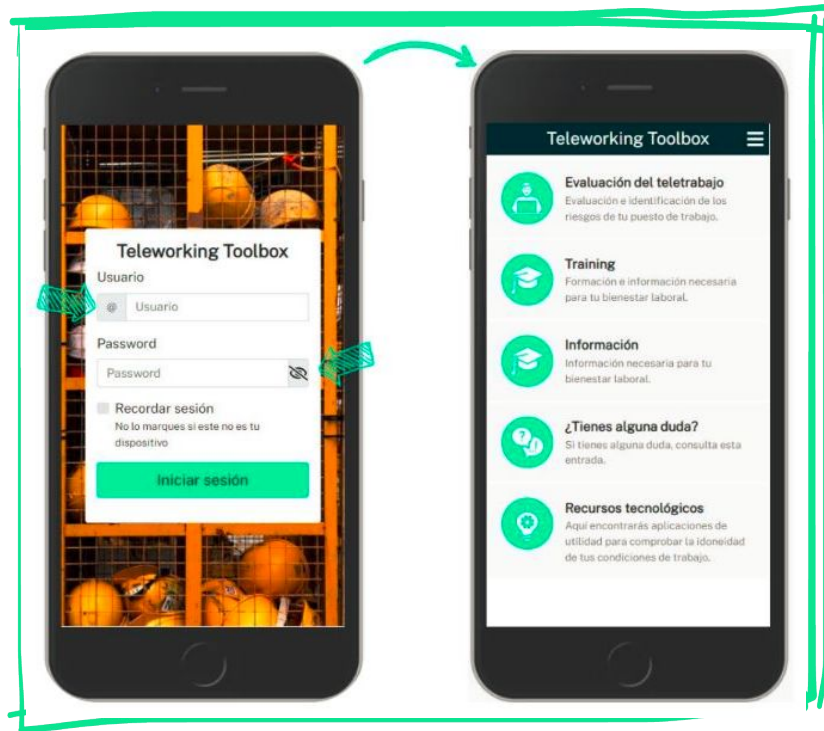 Teleworking Toolbox
Usuario
@ Usuario
Password
Password
Recordar sesión
No lo marques si este no es tu
dispositivo
Iniciar sesión
Teleworking Toolbox
Evaluación del teletrabajo
Evaluación e identificación de los
riesgos de tu puesto de trabajo.
Training
Formación e información necesaria
para tu bienestar laboral.
Información
Información necesaria para tu
bienestar laboral.
¿Tienes alguna duda?
Si tienes alguna duda, consulta esta
entrada.
Recursos tecnológicos
Aquí encontrarás aplicaciones de
utilidad para comprobar la idoneidad
de tus condiciones de trabajo.